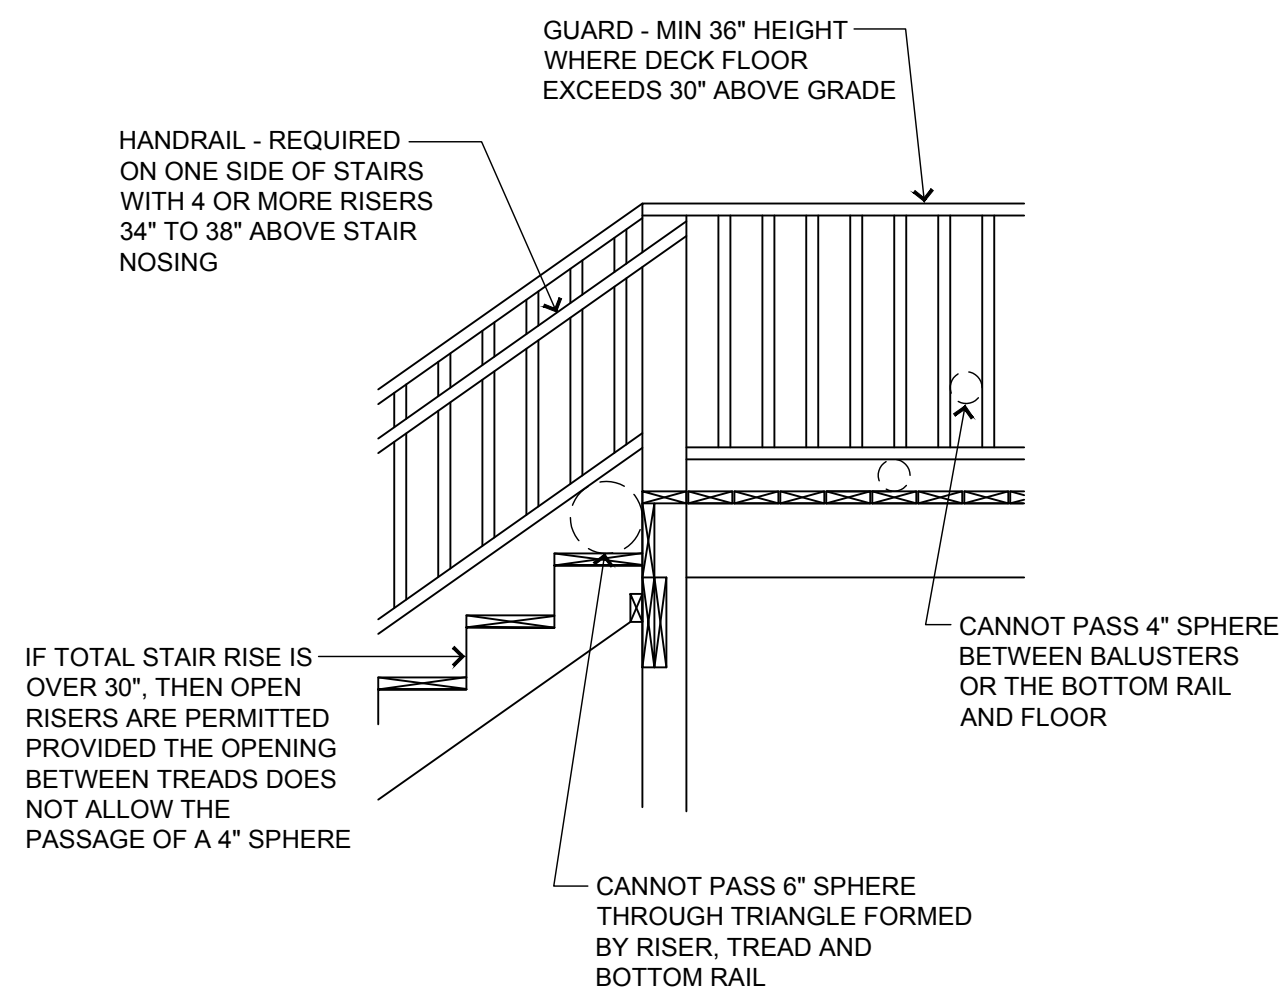 GUARD - MIN 36" HEIGHT
WHERE DECK FLOOR
EXCEEDS 30" ABOVE GRADE
HANDRAIL - REQUIRED
ON ONE SIDE OF STAIRS
WITH 4 OR MORE RISERS
34" TO 38" ABOVE STAIR
NOSING
IF TOTAL STAIR RISE IS
OVER 30", THEN OPEN
RISERS ARE PERMITTED
PROVIDED THE OPENING
BETWEEN TREADS DOES
NOT ALLOW THE
PASSAGE OF A 4" SPHERE
CANNOT PASS 4" SPHERE
BETWEEN BALUSTERS
OR THE BOTTOM RAIL
AND FLOOR
CANNOT PASS 6" SPHERE
THROUGH TRIANGLE FORMED
BY RISER, TREAD AND
BOTTOM RAIL